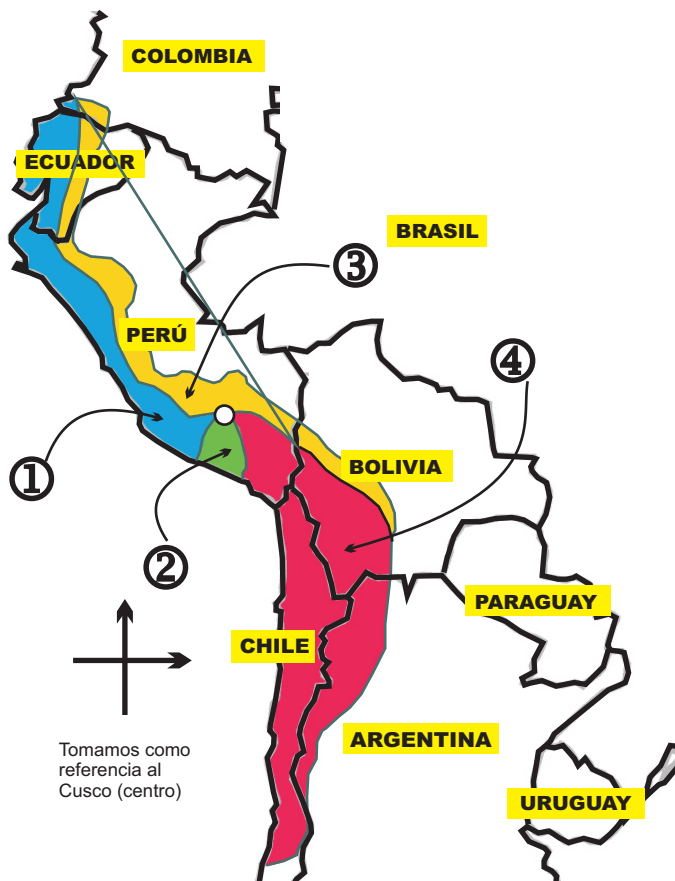 COLOMBIA
ECUADOR
BRASIL
3
PERÚ
4
BOLIVIA
1
2
PARAGUAY
CHILE
ARGENTINA
Tomamos como
referencia al
Cusco (centro)
URUGUAY